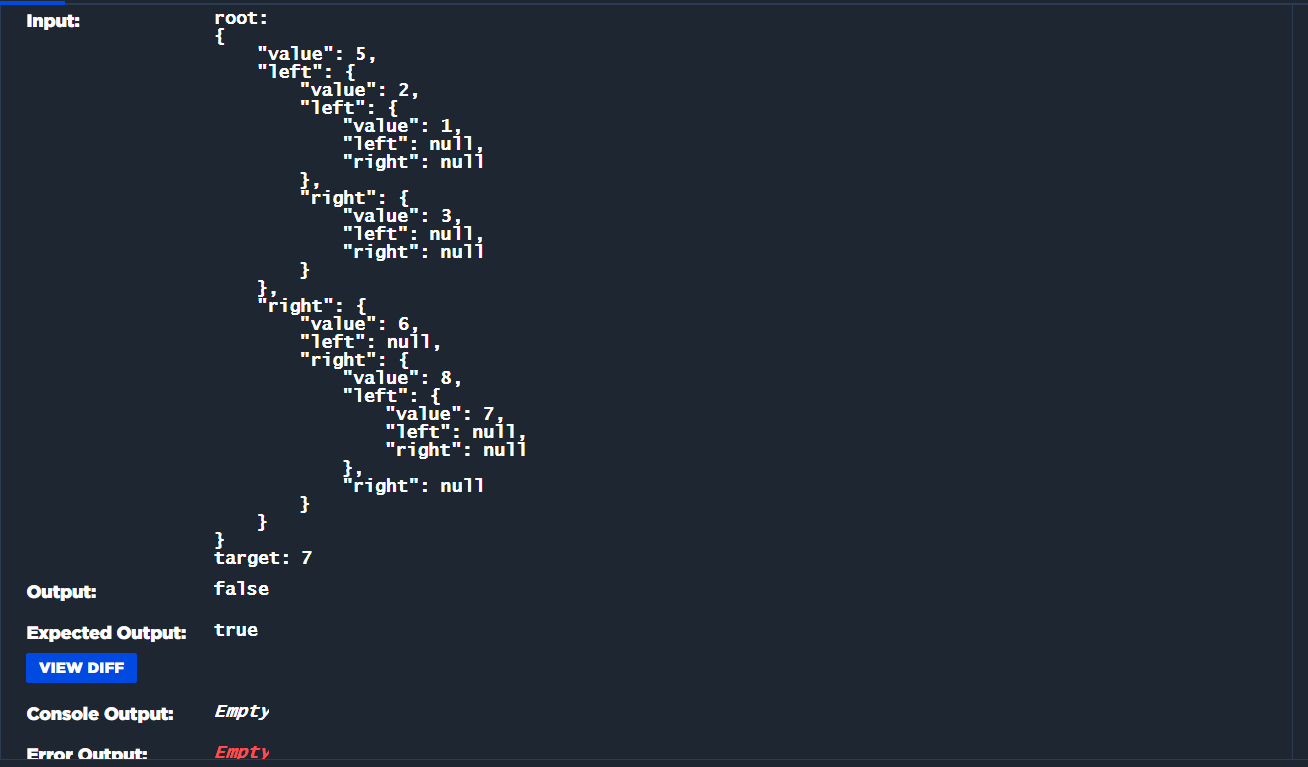 Input:
root:
{
    "value": 5,
    "left": {
        "value": 2,
        "left": {
            "value": 1,
            "left": null,
            "right": null
        },
        "right": {
            "value": 3,
            "left": null,
            "right": null
        }
    },
    "right": {
        "value": 6,
        "left": null,
        "right": {
            "value": 8,
            "left": {
                "value": 7,
                "left": null,
                "right": null
            },
            "right": null
        }
    }
}
target: 7
Output: false
Expected Output: true
VIEW DIFF
Console Output: Empty
Error Output: Empty